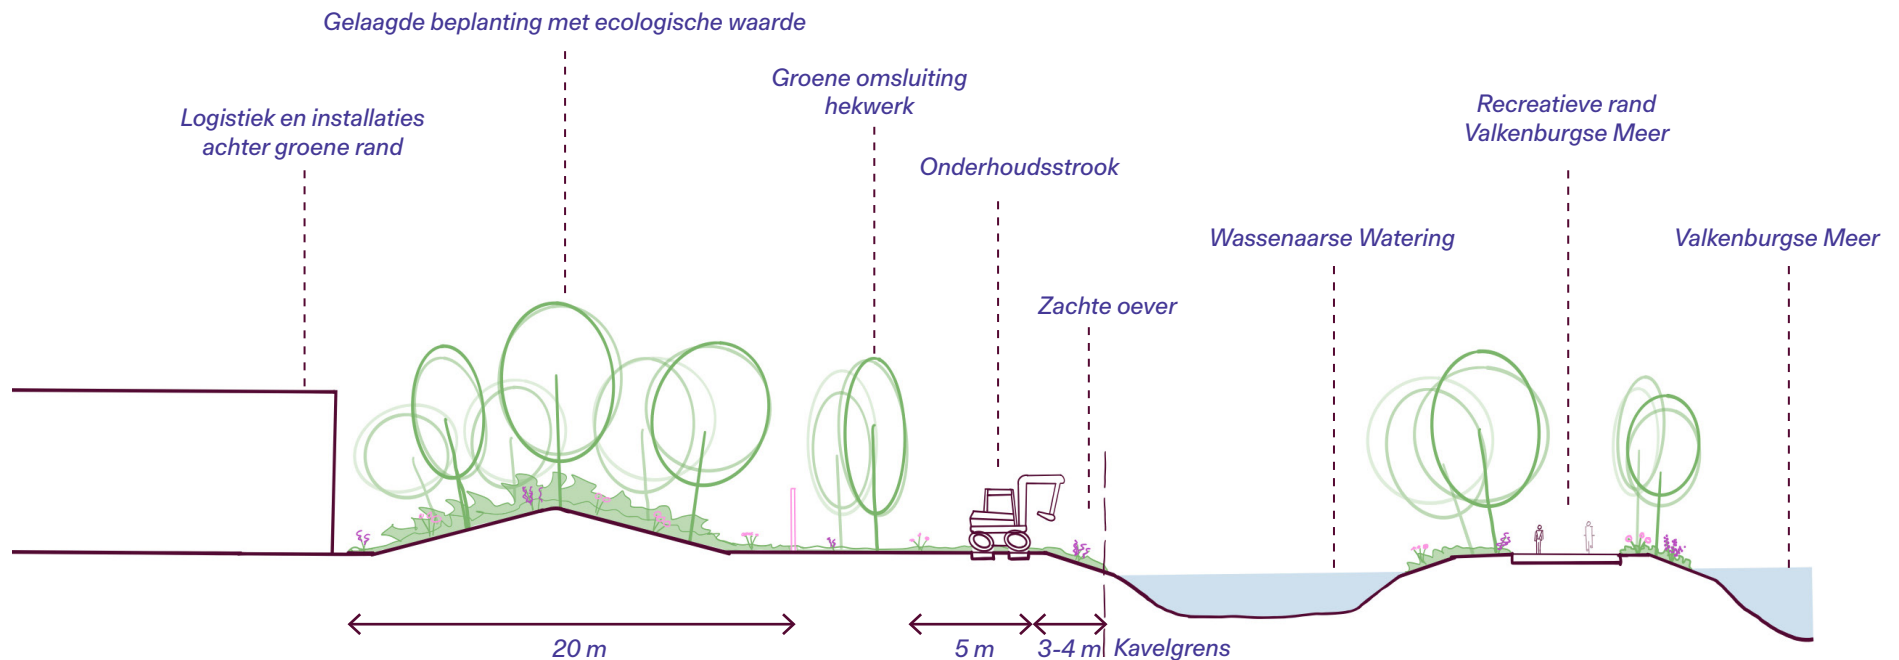 Gelaagde beplanting met ecologische waarde
Groene omsluiting
hekwerk
Logistiek en installaties
achter groene rand
Recreatieve rand
Valkenburgse Meer
Onderhoudsstrook
Wassenaarse Watering
Valkenburgse Meer
Zachte oever
20 m
5 m
3-4 m
Kavelgrens